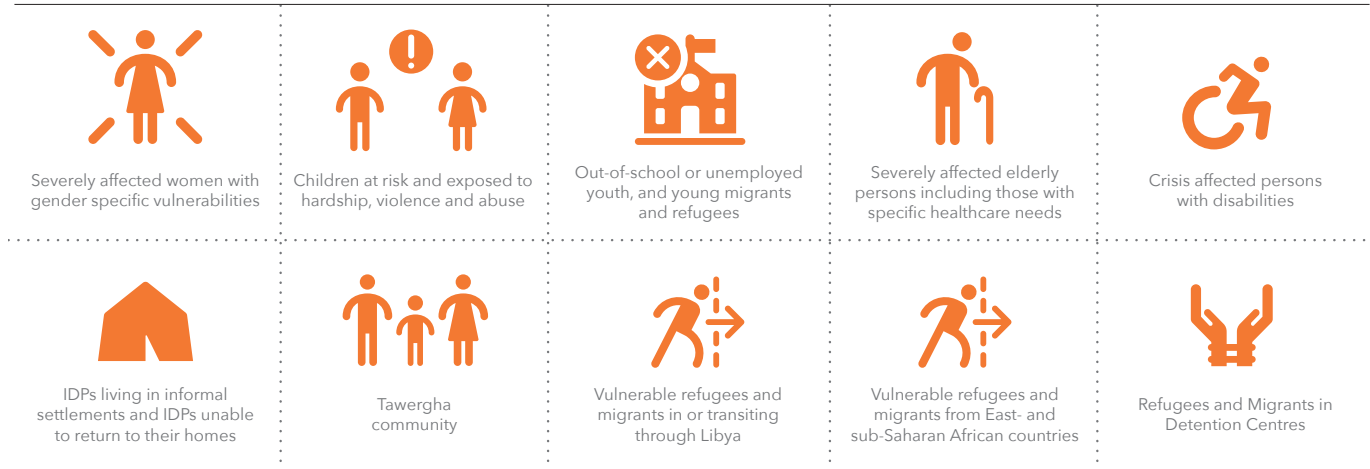 Severely affected women with
gender specific vulnerabilities
Children at risk and exposed to
hardship, violence and abuse
Out-of-school or unemployed
youth, and young migrants
and refugees
Severely affected elderly
persons including those with
specific healthcare needs
Crisis affected persons
with disabilities
IDPs living in informal
settlements and IDPs unable
to return to their homes
Tawergha
community
Vulnerable refugees and
migrants in or transiting
through Libya
Vulnerable refugees and
migrants from East- and
sub-Saharan African countries
Refugees and Migrants in
Detention Centres